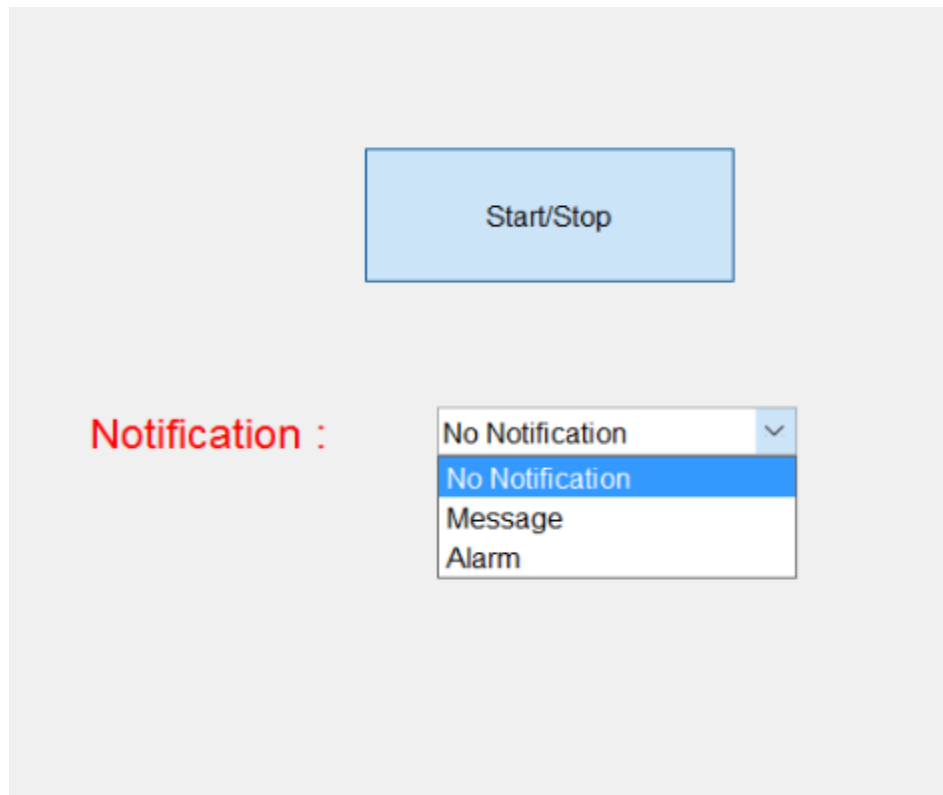 Start/Stop
Notification :
No Notification
No Notification
Message
Alarm